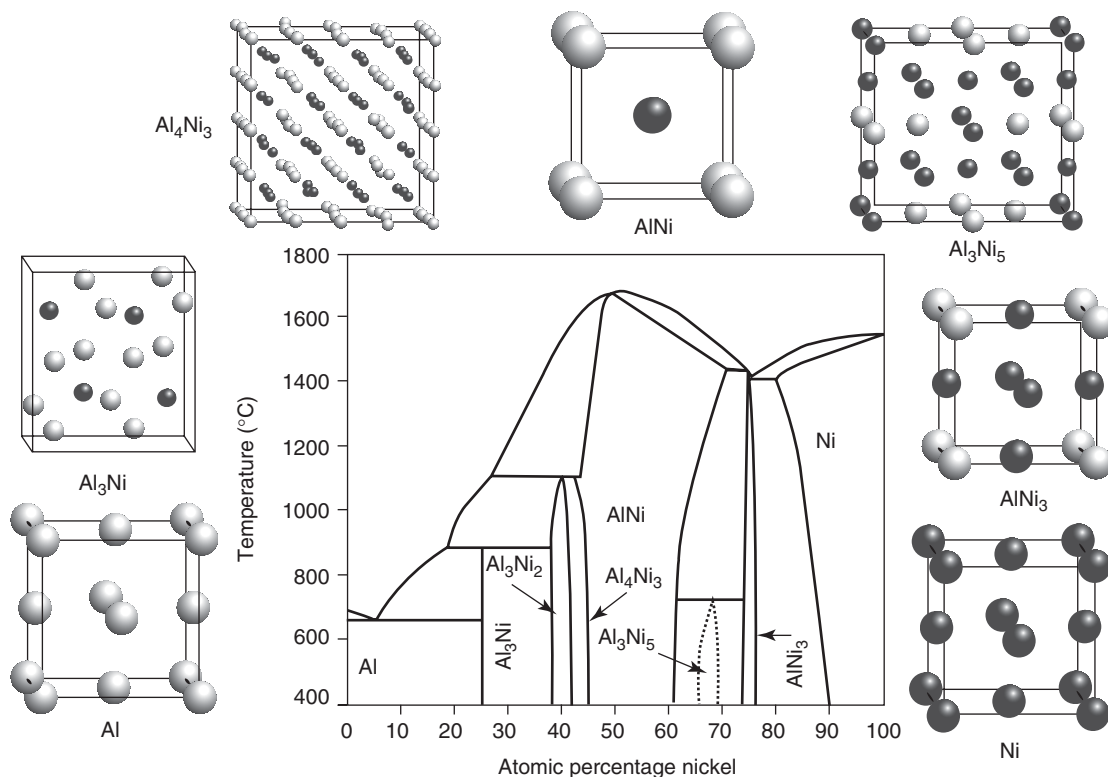 Al₄Ni₃
AlNi
Al₃Ni₅
Al₃Ni
Al
AlNi₃
Ni
Temperature (°C)
1800
1600
1400
1200
1000
800
600
400
Ni
AlNi
Al₃Ni₂
Al₄Ni₃
Al₃Ni
Al₃Ni₅
AlNi₃
Al
0 10 20 30 40 50 60 70 80 90 100
Atomic percentage nickel